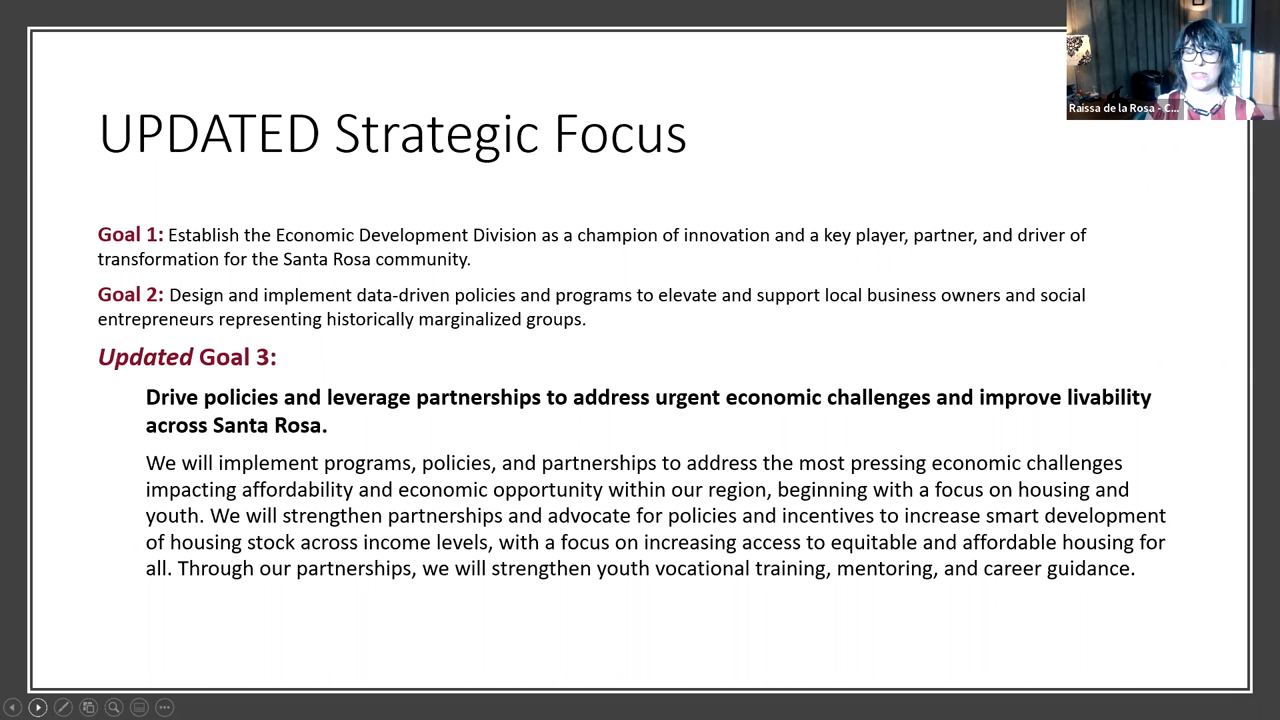 Raissa de la Rosa - C...
UPDATED Strategic Focus
Goal 1: Establish the Economic Development Division as a champion of innovation and a key player, partner, and driver of
transformation for the Santa Rosa community.
Goal 2: Design and implement data-driven policies and programs to elevate and support local business owners and social
entrepreneurs representing historically marginalized groups.
Updated Goal 3:
Drive policies and leverage partnerships to address urgent economic challenges and improve livability
across Santa Rosa.
We will implement programs, policies, and partnerships to address the most pressing economic challenges
impacting affordability and economic opportunity within our region, beginning with a focus on housing and
youth. We will strengthen partnerships and advocate for policies and incentives to increase smart development
of housing stock across income levels, with a focus on increasing access to equitable and affordable housing for
all. Through our partnerships, we will strengthen youth vocational training, mentoring, and career guidance.